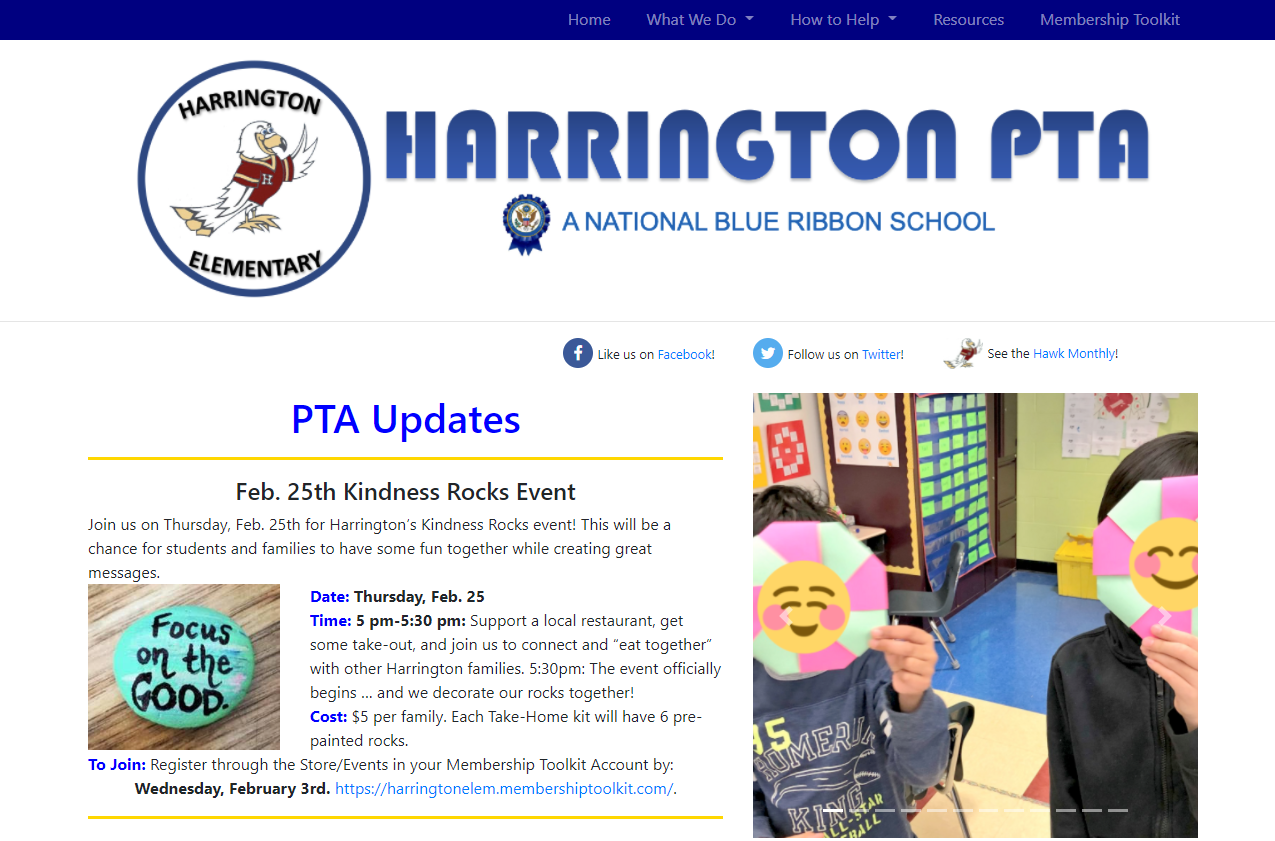 Home What We Do How to Help Resources Membership Toolkit
HARRINGTON
H
ELEMENTARY
HARRINGTON PTA
A NATIONAL BLUE RIBBON SCHOOL
Like us on Facebook!
Follow us on Twitter!
See the Hawk Monthly!
PTA Updates
Feb. 25th Kindness Rocks Event
Join us on Thursday, Feb. 25th for Harrington’s Kindness Rocks event! This will be a
chance for students and families to have some fun together while creating great
messages.
Focus
on the
GOOD.
Date: Thursday, Feb. 25
Time: 5 pm-5:30 pm: Support a local restaurant, get
some take-out, and join us to connect and “eat together”
with other Harrington families. 5:30pm: The event officially
begins ... and we decorate our rocks together!
Cost: $5 per family. Each Take-Home kit will have 6 pre-
painted rocks.
To Join: Register through the Store/Events in your Membership Toolkit Account by:
Wednesday, February 3rd. https://harringtonelem.membershiptoolkit.com/.
HOMERUN
KING
ALL-STAR